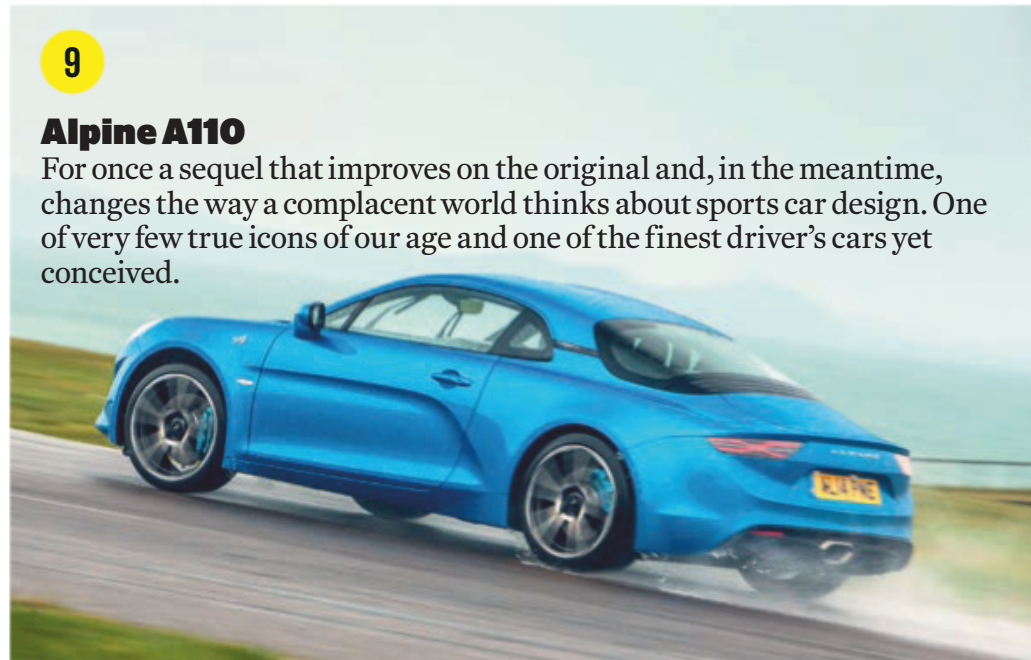 9
Alpine A110
For once a sequel that improves on the original and, in the meantime,
changes the way a complacent world thinks about sports car design. One
of very few true icons of our age and one of the finest driver’s cars yet
conceived.
ALPINE